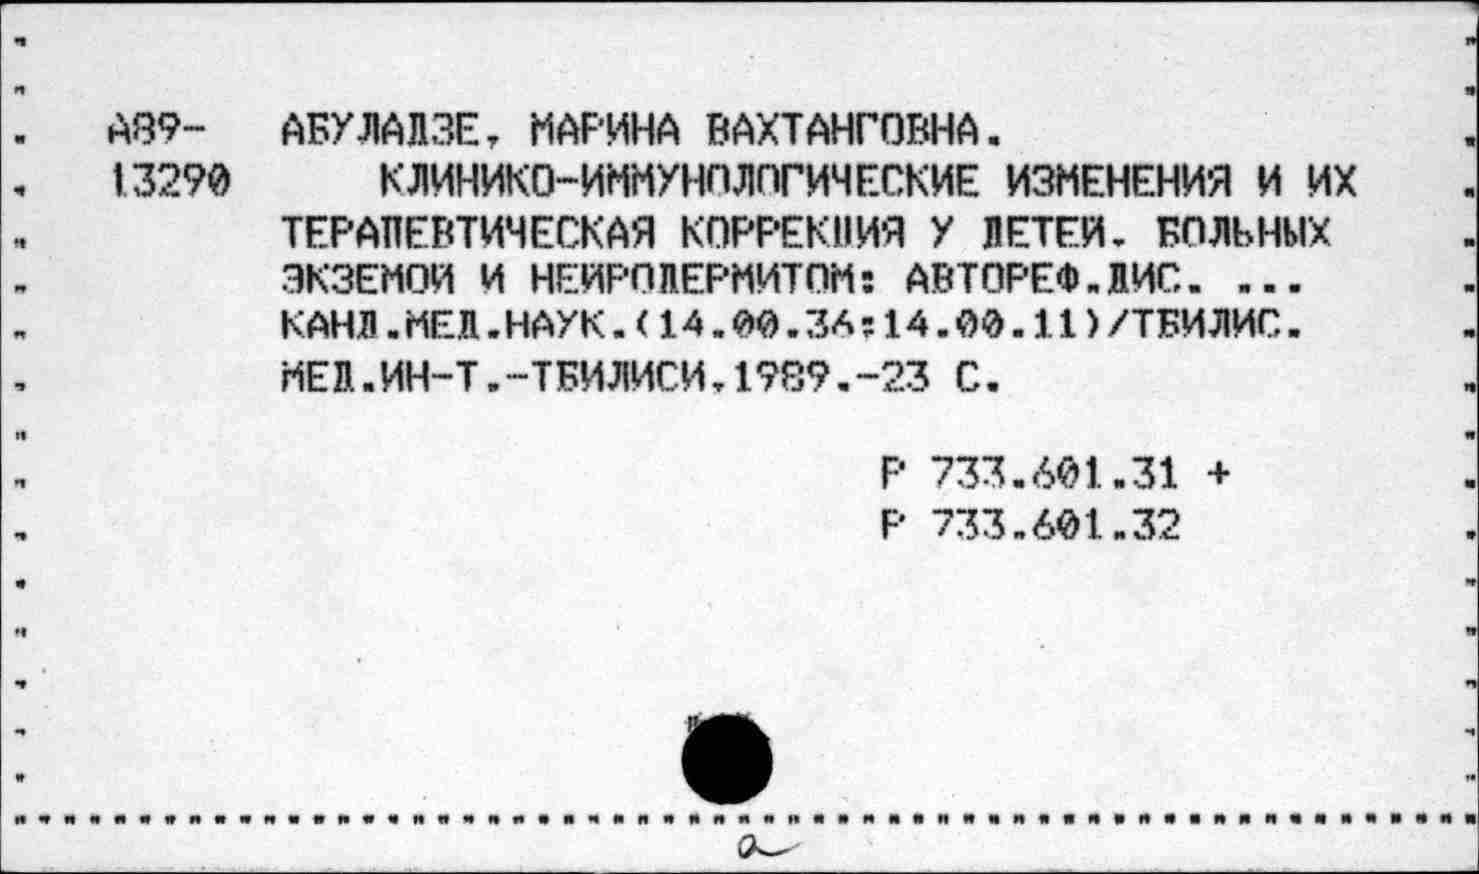 А89- АБУЛАДЗЕ, МАРИНА ВАХТАНГОВНА.
13290 КЛИНИКО-ИММУНОЛОГИЧЕСКИЕ ИЗМЕНЕНИЯ И ИХ
ТЕРАПЕВТИЧЕСКАЯ КОРРЕКЦИЯ У ДЕТЕЙ, БОЛЬНЫХ
ЭКЗЕМОЙ И НЕЙРОДЕРМИТОМ: АВТОРЕФ.ДИС. ...
КАНД.МЕД.НАУК.(14.00.36;14.00.11)/ТБИЛИС.
МЕД.ИН-Т.-ТБИЛИСИ,1989.-23 С.
Р 733.601.31 +
Р 733.601.32
а